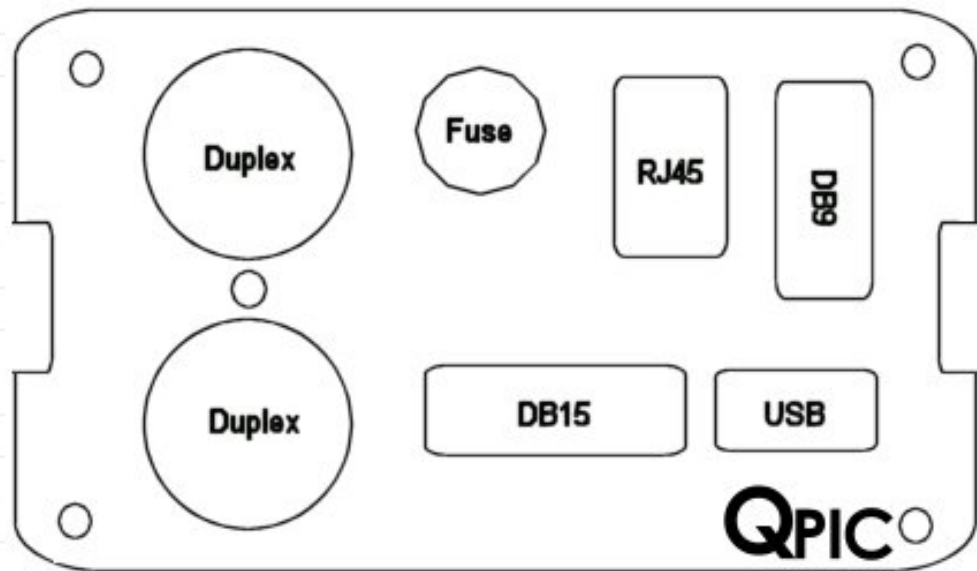 Duplex
Fuse
RJ45
DB9
Duplex
DB15
USB
QPIC